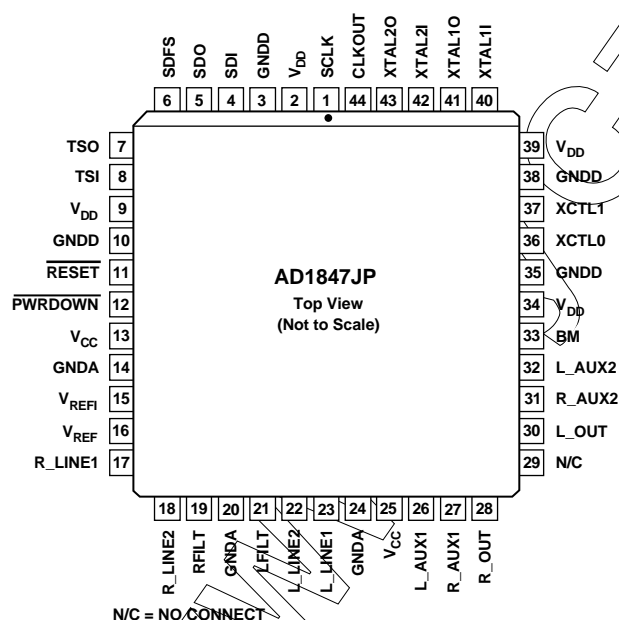 SDFS
SDO
SDI
GNDD
VDD
SCLK
CLKOUT
XTAL2O
XTAL2I
XTAL1O
XTAL1I
6 5 4 3 2 1 44 43 42 41 40
TSO 7
TSI 8
VDD 9
GNDD 10
RESET 11
PWRDOWN 12
VCC 13
GNDA 14
VREFI 15
VREF 16
R_LINE1 17
AD1847JP
Top View
(Not to Scale)
39 VDD
38 GNDD
37 XCTL1
36 XCTL0
35 GNDD
34 VDD
33 BM
32 L_AUX2
31 R_AUX2
30 L_OUT
29 N/C
18 19 20 21 22 23 24 25 26 27 28
R_LINE2
RFILT
GNDA
LFILT
L_LINE2
L_LINE1
GNDA
VCC
L_AUX1
R_AUX1
R_OUT
N/C = NO CONNECT